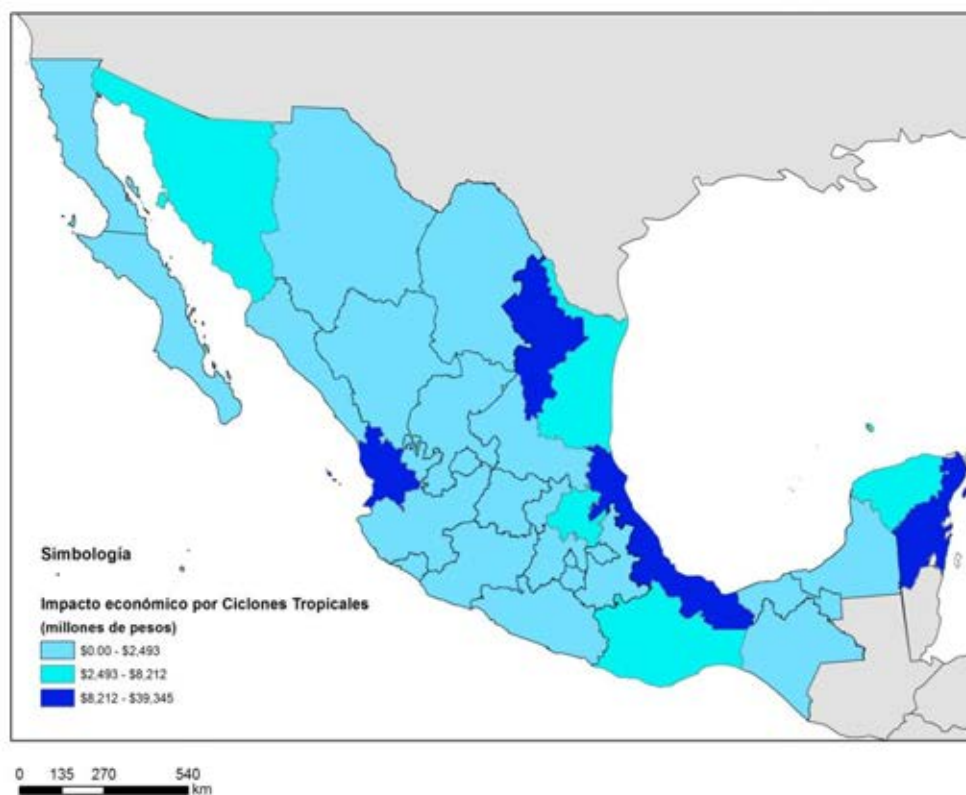 Simbología
Impacto económico por Ciclones Tropicales
(millones de pesos)
$0.00 - $2,493
$2,493 - $8,212
$8,212 - $39,345
0 135 270 540
km